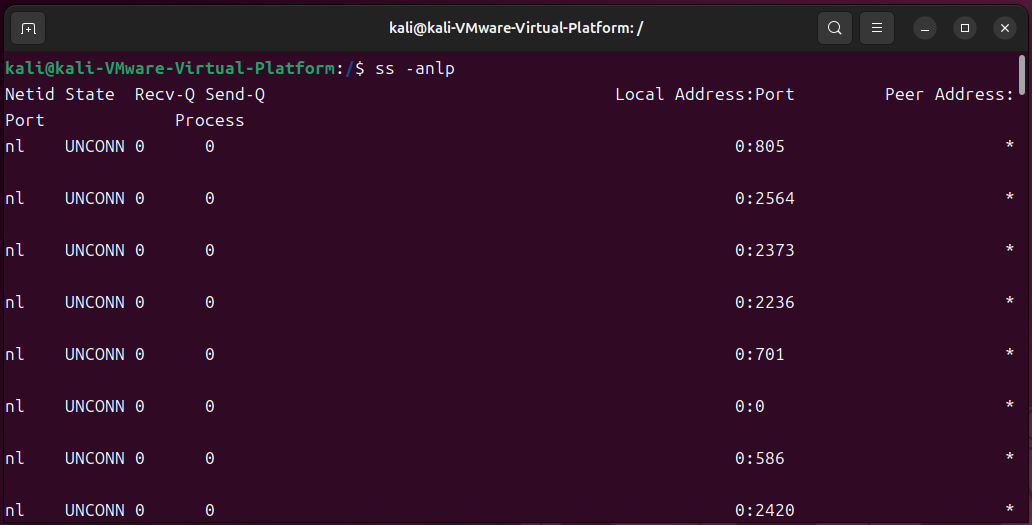 kali@kali-VMware-Virtual-Platform: /
kali@kali-VMware-Virtual-Platform:/$ ss -anlp
Netid State Recv-Q Send-Q Local Address:Port Peer Address:
Port Process
nl UNCONN 0 0 0:805 *
nl UNCONN 0 0 0:2564 *
nl UNCONN 0 0 0:2373 *
nl UNCONN 0 0 0:2236 *
nl UNCONN 0 0 0:701 *
nl UNCONN 0 0 0:0 *
nl UNCONN 0 0 0:586 *
nl UNCONN 0 0 0:2420 *